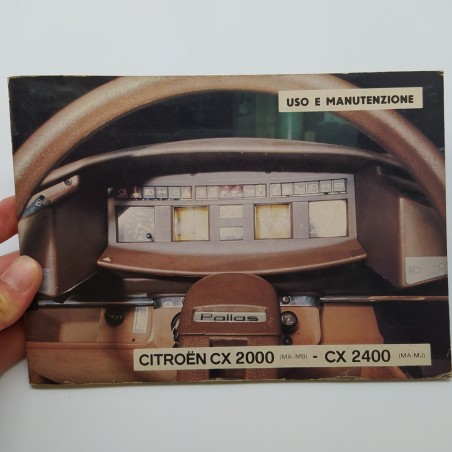 USO E MANUTENZIONE
Pallas
CITROËN CX 2000 (MA-MB) - CX 2400 (MA-MJ)